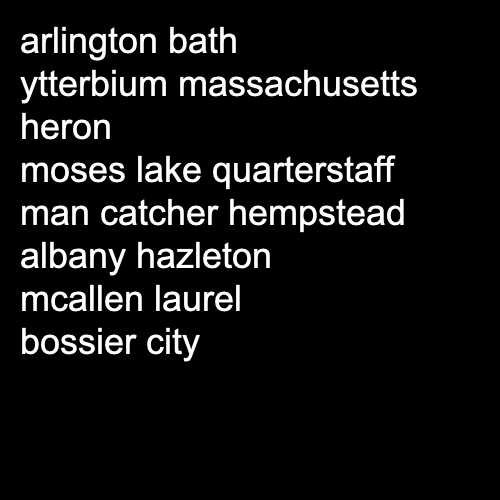 arlington bath
ytterbium massachusetts
heron
moses lake quarterstaff
man catcher hempstead
albany hazleton
mcallen laurel
bossier city